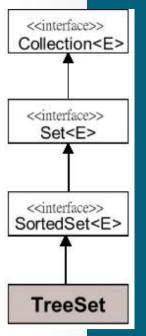 <<interface>>
Collection<E>
<<interface>>
Set<E>
<<interface>>
SortedSet<E>
TreeSet